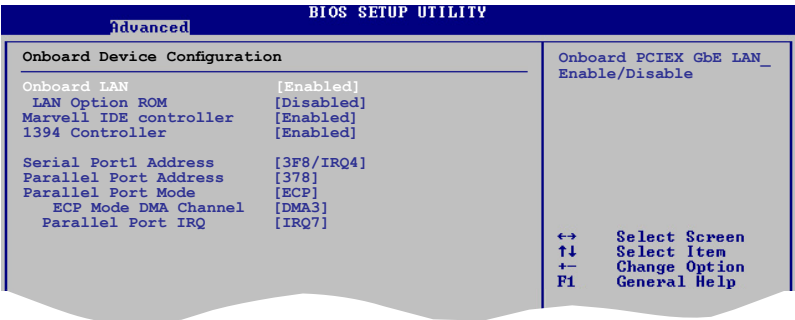 BIOS SETUP UTILITY
Advanced
Onboard Device Configuration
Onboard LAN [Enabled]
LAN Option ROM [Disabled]
Marvell IDE controller [Enabled]
1394 Controller [Enabled]
Serial Port1 Address [3F8/IRQ4]
Parallel Port Address [378]
Parallel Port Mode [ECP]
ECP Mode DMA Channel [DMA3]
Parallel Port IRQ [IRQ7]
Onboard PCIEX GbE LAN_
Enable/Disable
←→ Select Screen
↑↓ Select Item
+- Change Option
F1 General Help